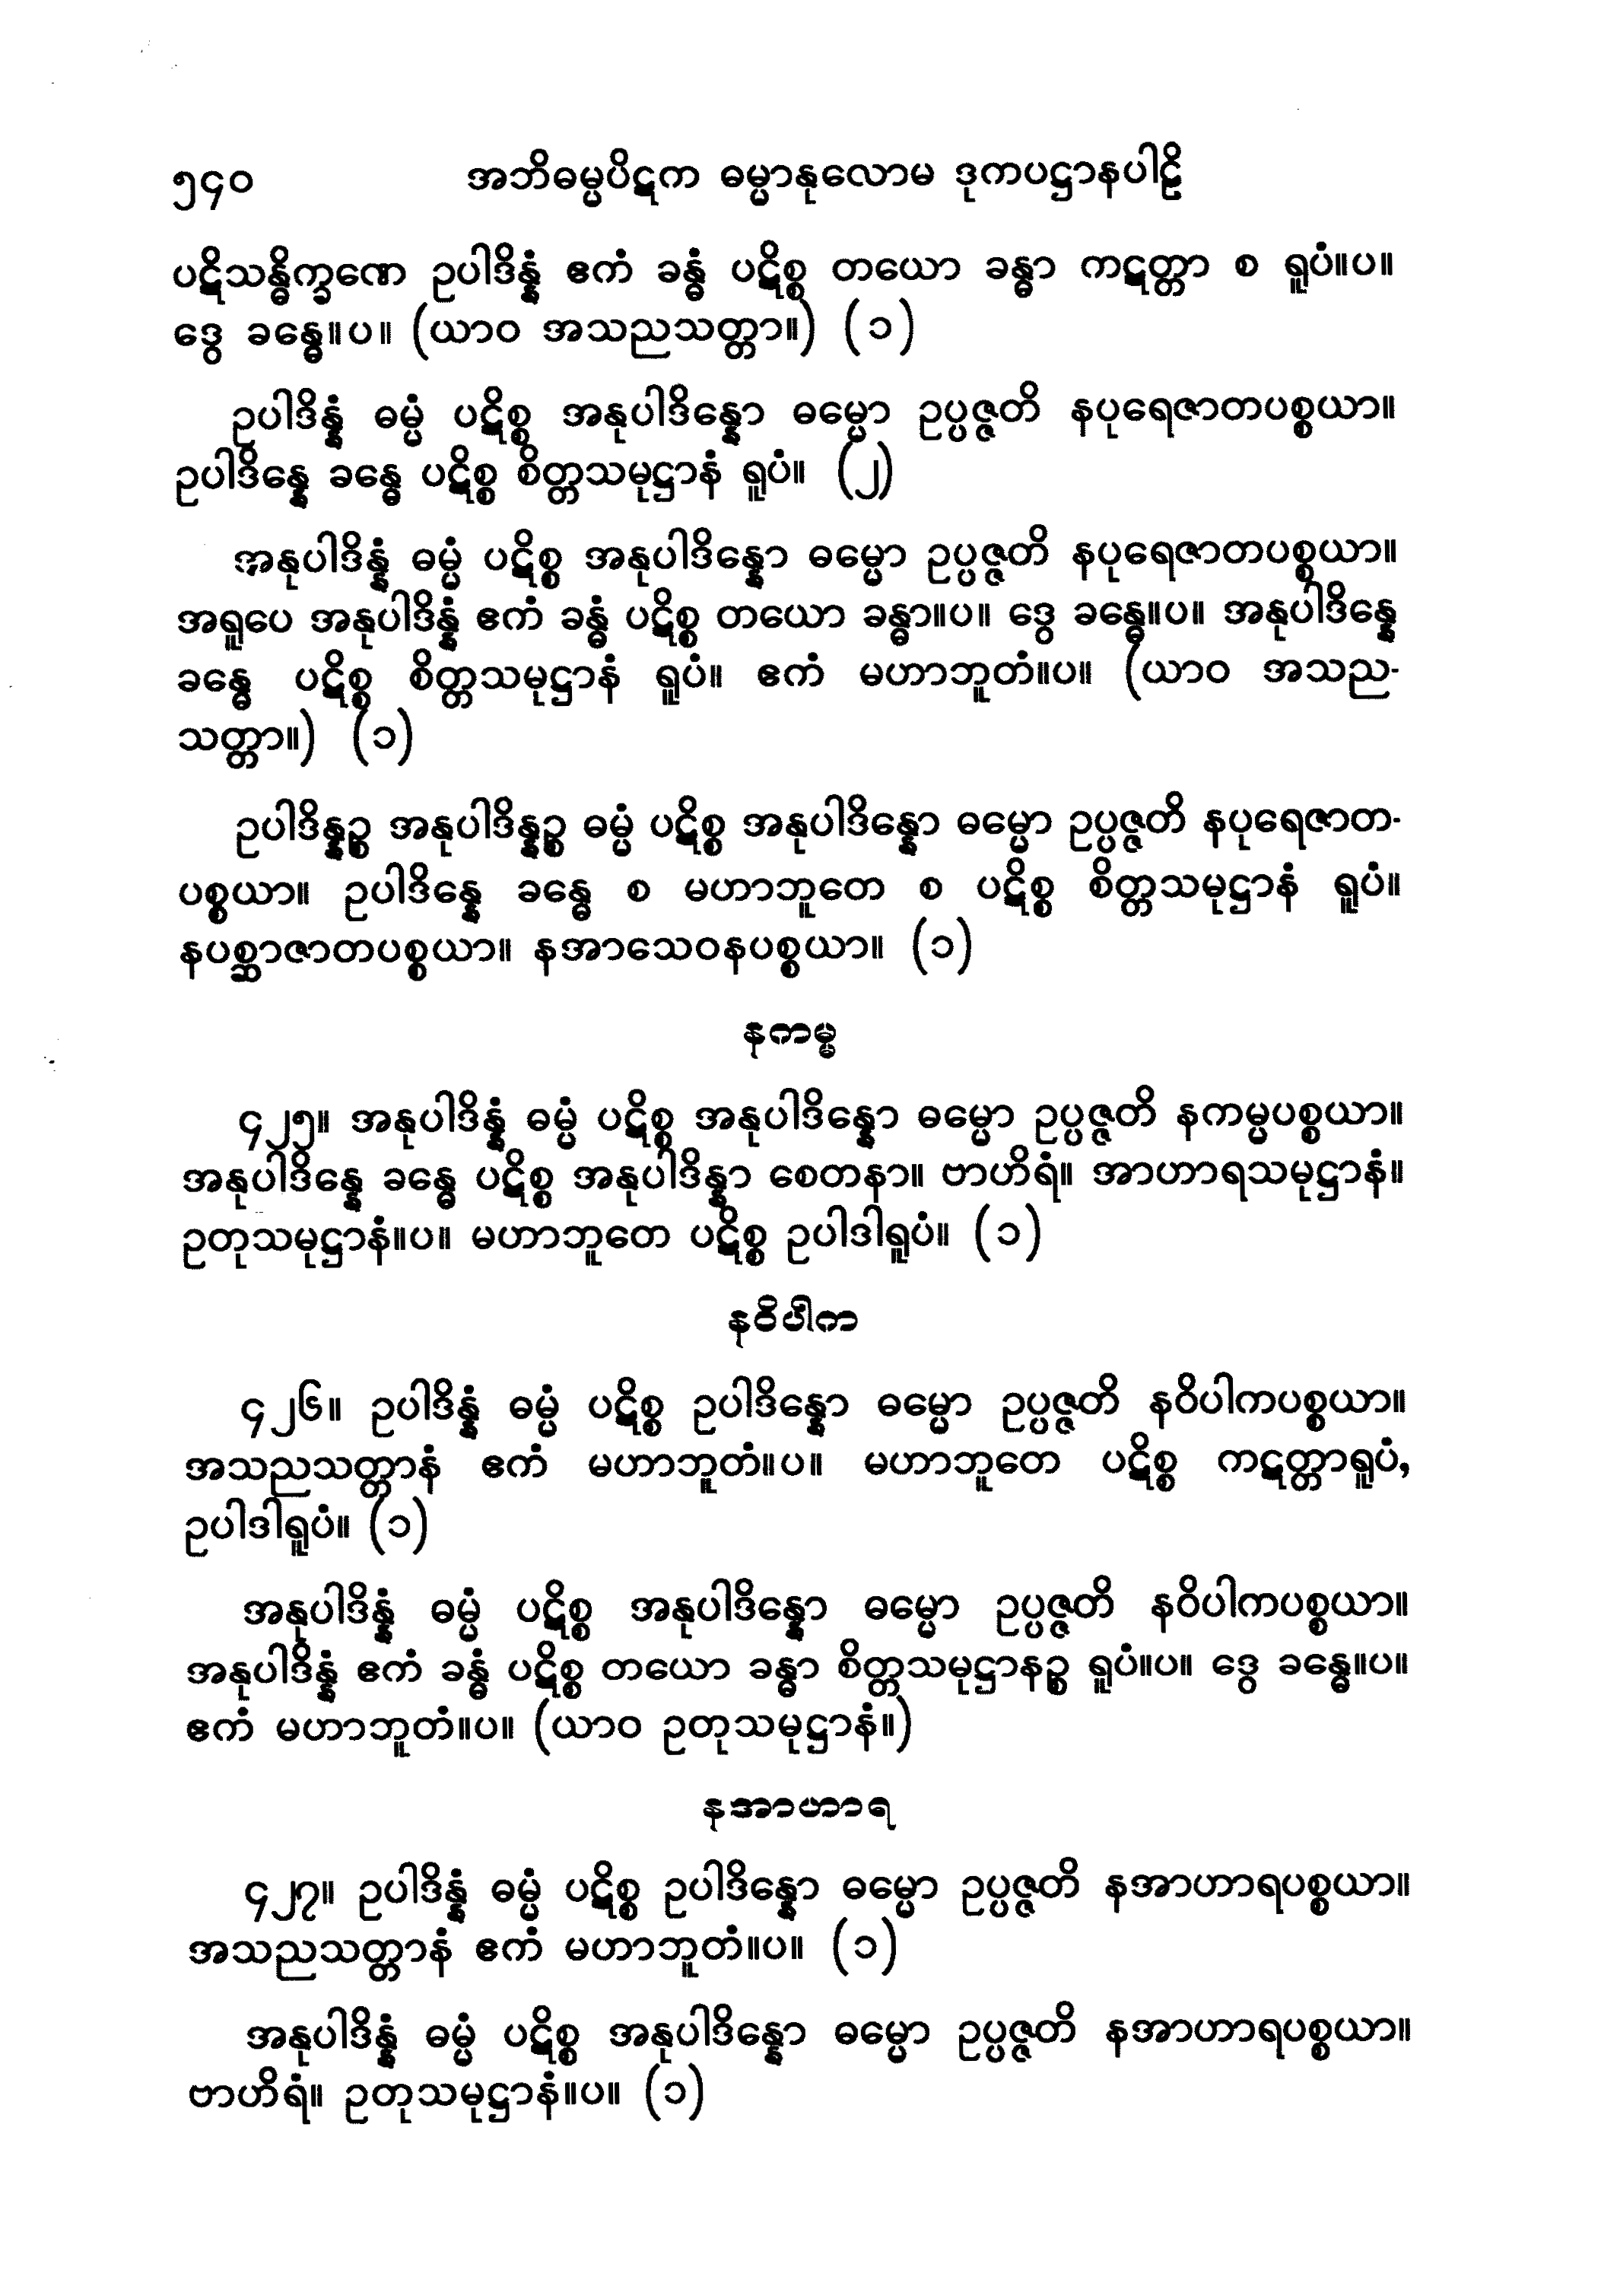 ၅၄၀ အဘိဓမ္မပိဋက ဓမ္မာနုလောမ ဒုကပဋ္ဌာနပါဠိ
ပဋိသန္ဓိက္ခဏေ ဥပါဒိန္နံ ဧကံ ခန္ဓံ ပဋိစ္စ တယော ခန္ဓာ ကဋတ္တာ စ ရူပံ။ပ။
ဒွေ ခန္ဓေ။ပ။ (ယာဝ အသညသတ္တာ။) (၁)
ဥပါဒိန္နံ ဓမ္မံ ပဋိစ္စ အနုပါဒိန္နော ဓမ္မော ဥပ္ပဇ္ဇတိ နပုရေဇာတပစ္စယာ။
ဥပါဒိန္နေ ခန္ဓေ ပဋိစ္စ စိတ္တသမုဋ္ဌာနံ ရူပံ။ (၂)
အနုပါဒိန္နံ ဓမ္မံ ပဋိစ္စ အနုပါဒိန္နော ဓမ္မော ဥပ္ပဇ္ဇတိ နပုရေဇာတပစ္စယာ။
အရူပေ အနုပါဒိန္နံ ဧကံ ခန္ဓံ ပဋိစ္စ တယော ခန္ဓာ။ပ။ ဒွေ ခန္ဓေ။ပ။ အနုပါဒိန္နေ
ခန္ဓေ ပဋိစ္စ စိတ္တသမုဋ္ဌာနံ ရူပံ။ ဧကံ မဟာဘူတံ။ပ။ (ယာဝ အသည-
သတ္တာ။) (၁)
ဥပါဒိန္နဉ္စ အနုပါဒိန္နဉ္စ ဓမ္မံ ပဋိစ္စ အနုပါဒိန္နော ဓမ္မော ဥပ္ပဇ္ဇတိ နပုရေဇာတ-
ပစ္စယာ။ ဥပါဒိန္နေ ခန္ဓေ စ မဟာဘူတေ စ ပဋိစ္စ စိတ္တသမုဋ္ဌာနံ ရူပံ။
နပစ္ဆာဇာတပစ္စယာ။ နအာသေဝနပစ္စယာ။ (၁)
နကမ္မ
၄၂၅။ အနုပါဒိန္နံ ဓမ္မံ ပဋိစ္စ အနုပါဒိန္နော ဓမ္မော ဥပ္ပဇ္ဇတိ နကမ္မပစ္စယာ။
အနုပါဒိန္နေ ခန္ဓေ ပဋိစ္စ အနုပါဒိန္နာ စေတနာ။ ဗာဟိရံ။ အာဟာရသမုဋ္ဌာနံ။
ဥတုသမုဋ္ဌာနံ။ပ။ မဟာဘူတေ ပဋိစ္စ ဥပါဒါရူပံ။ (၁)
နဝိပါက
၄၂၆။ ဥပါဒိန္နံ ဓမ္မံ ပဋိစ္စ ဥပါဒိန္နော ဓမ္မော ဥပ္ပဇ္ဇတိ နဝိပါကပစ္စယာ။
အသညသတ္တာနံ ဧကံ မဟာဘူတံ။ပ။ မဟာဘူတေ ပဋိစ္စ ကဋတ္တာရူပံ,
ဥပါဒါရူပံ။ (၁)
အနုပါဒိန္နံ ဓမ္မံ ပဋိစ္စ အနုပါဒိန္နော ဓမ္မော ဥပ္ပဇ္ဇတိ နဝိပါကပစ္စယာ။
အနုပါဒိန္နံ ဧကံ ခန္ဓံ ပဋိစ္စ တယော ခန္ဓာ စိတ္တသမုဋ္ဌာနဉ္စ ရူပံ။ပ။ ဒွေ ခန္ဓေ။ပ။
ဧကံ မဟာဘူတံ။ပ။ (ယာဝ ဥတုသမုဋ္ဌာနံ။)
နအာဟာရ
၄၂၇။ ဥပါဒိန္နံ ဓမ္မံ ပဋိစ္စ ဥပါဒိန္နော ဓမ္မော ဥပ္ပဇ္ဇတိ နအာဟာရပစ္စယာ။
အသညသတ္တာနံ ဧကံ မဟာဘူတံ။ပ။ (၁)
အနုပါဒိန္နံ ဓမ္မံ ပဋိစ္စ အနုပါဒိန္နော ဓမ္မော ဥပ္ပဇ္ဇတိ နအာဟာရပစ္စယာ။
ဗာဟိရံ။ ဥတုသမုဋ္ဌာနံ။ပ။ (၁)